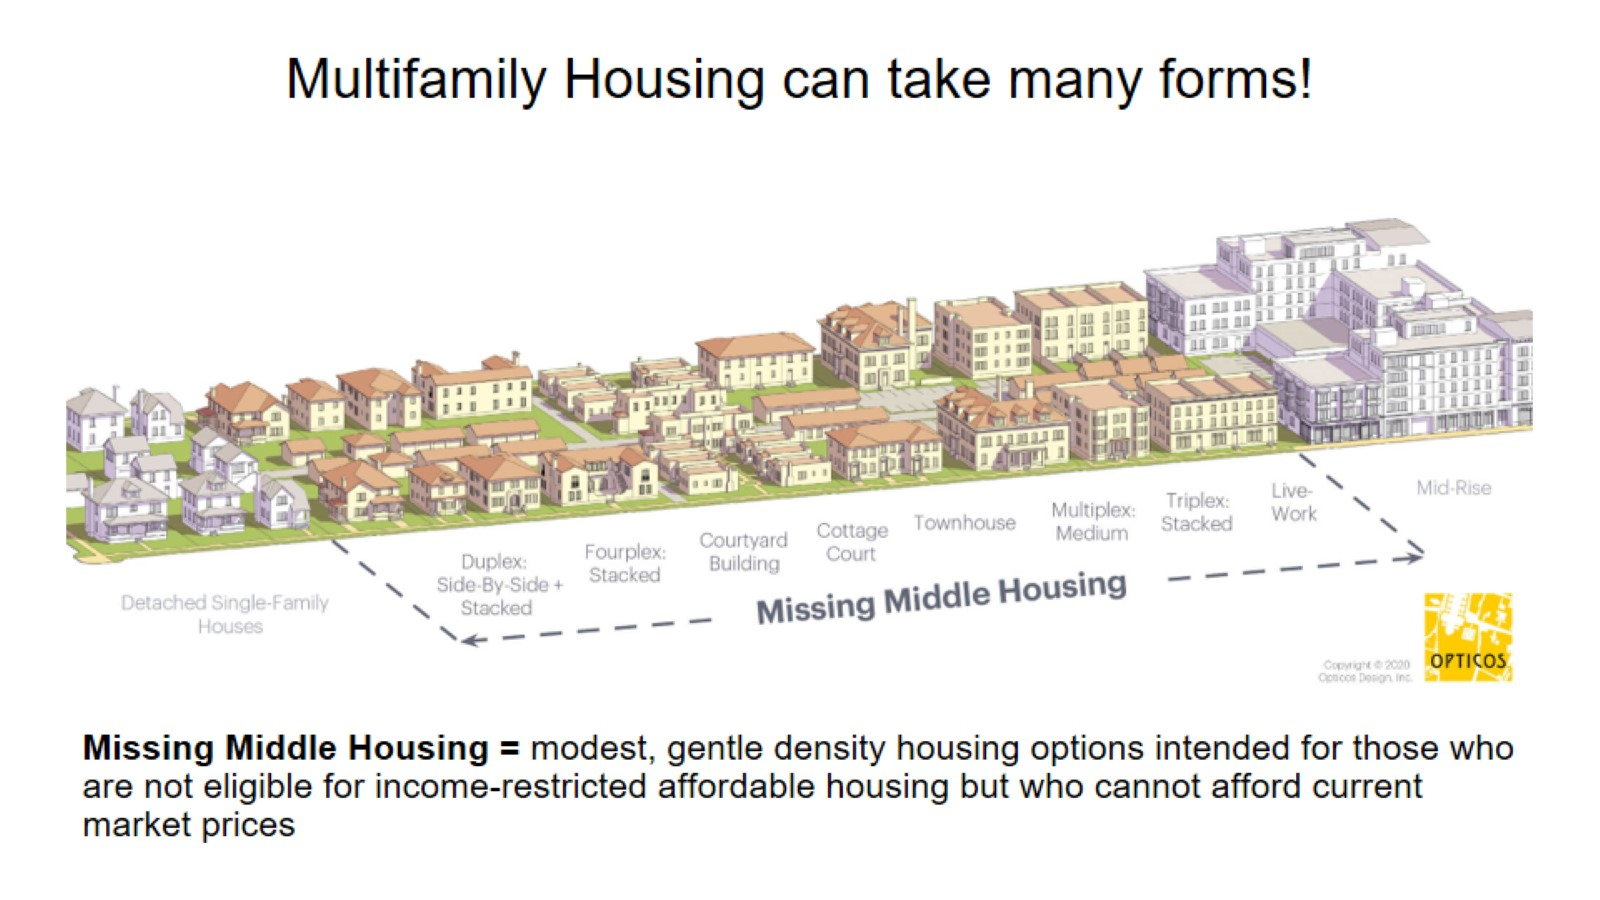 Multifamily Housing can take many forms!
Detached Single-Family
Houses
Duplex:
Side-By-Side +
Stacked
Fourplex:
Stacked
Courtyard
Building
Cottage
Court
Townhouse
Multiplex:
Medium
Triplex:
Stacked
Live-
Work
Mid-Rise
Missing Middle Housing
Copyright © 2020
Opticos Design, Inc.
OPTICOS
Missing Middle Housing = modest, gentle density housing options intended for those who
are not eligible for income-restricted affordable housing but who cannot afford current
market prices